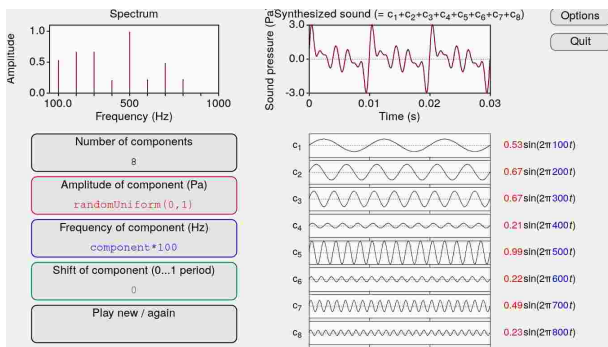 Spectrum
Amplitude
1.0
0.5
0.0
100.0 500 1000
Frequency (Hz)
Synthesized sound (= c1+c2+c3+c4+c5+c6+c7+c8)
Sound pressure (Pa)
3.0
0.0
-3.0
0 0.01 0.02 0.03
Time (s)
Options
Quit
Number of components
8
Amplitude of component (Pa)
randomUniform(0,1)
Frequency of component (Hz)
component*100
Shift of component (0...1 period)
0
Play new / again
c1 0.53sin(2π100t)
c2 0.67sin(2π200t)
c3 0.67sin(2π300t)
c4 0.21sin(2π400t)
c5 0.99sin(2π500t)
c6 0.22sin(2π600t)
c7 0.49sin(2π700t)
c8 0.23sin(2π800t)